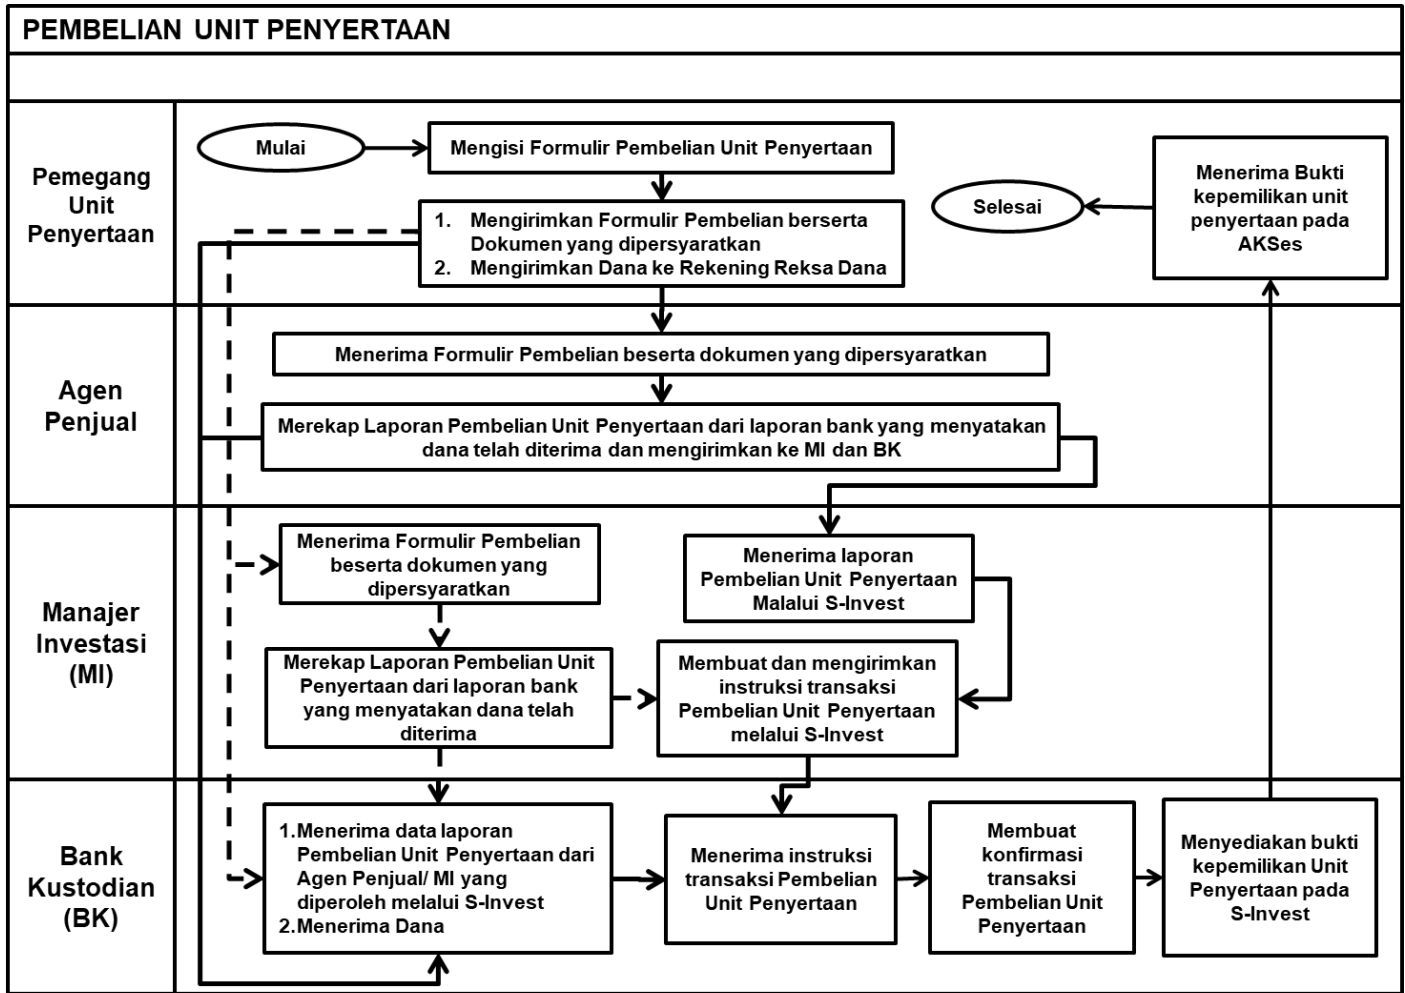 PEMBELIAN UNIT PENYERTAAN
Pemegang
Unit
Penyertaan
Mulai
Mengisi Formulir Pembelian Unit Penyertaan
1. Mengirimkan Formulir Pembelian berserta
Dokumen yang dipersyaratkan
2. Mengirimkan Dana ke Rekening Reksa Dana
Selesai
Menerima Bukti
kepemilikan unit
penyertaan pada
AKSes
Agen
Penjual
Menerima Formulir Pembelian beserta dokumen yang dipersyaratkan
Merekap Laporan Pembelian Unit Penyertaan dari laporan bank yang menyatakan
dana telah diterima dan mengirimkan ke MI dan BK
Manajer
Investasi
(MI)
Menerima Formulir Pembelian
beserta dokumen yang
dipersyaratkan
Menerima laporan
Pembelian Unit Penyertaan
Malalui S-Invest
Merekap Laporan Pembelian Unit
Penyertaan dari laporan bank
yang menyatakan dana telah
diterima
Membuat dan mengirimkan
instruksi transaksi
Pembelian Unit Penyertaan
melalui S-Invest
Bank
Kustodian
(BK)
1.Menerima data laporan
Pembelian Unit Penyertaan dari
Agen Penjual/ MI yang
diperoleh melalui S-Invest
2.Menerima Dana
Menerima instruksi
transaksi Pembelian
Unit Penyertaan
Membuat
konfirmasi
transaksi
Pembelian Unit
Penyertaan
Menyediakan bukti
kepemilikan Unit
Penyertaan pada
S-Invest